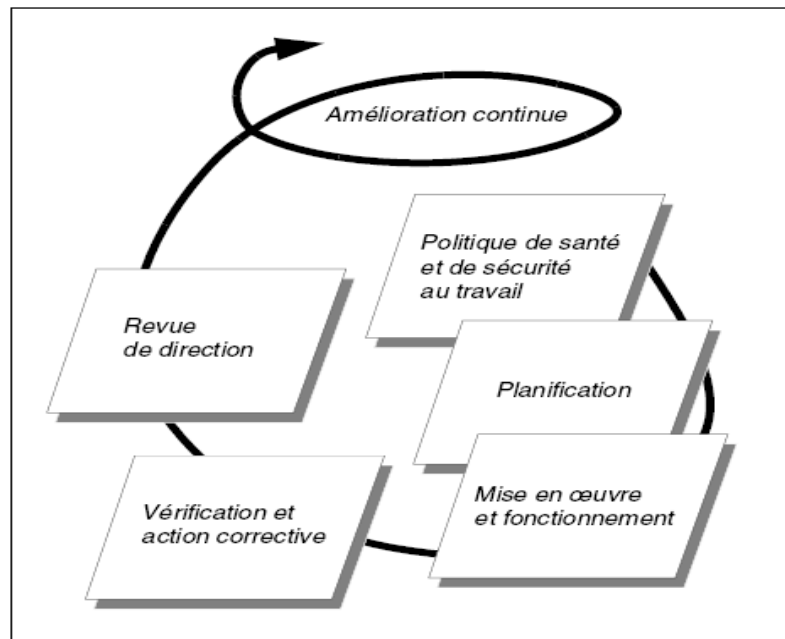 Amélioration continue
Politique de santé
et de sécurité
au travail
Revue
de direction
Planification
Mise en œuvre
et fonctionnement
Vérification et
action corrective